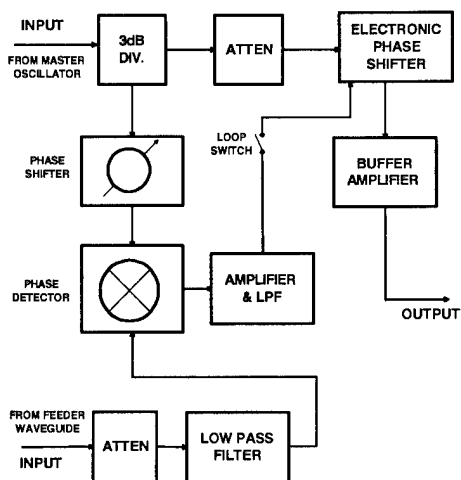 INPUT
FROM MASTER
OSCILLATOR
3dB
DIV.
ATTEN
ELECTRONIC
PHASE
SHIFTER
LOOP
SWITCH
PHASE
SHIFTER
BUFFER
AMPLIFIER
PHASE
DETECTOR
AMPLIFIER
& LPF
OUTPUT
FROM FEEDER
WAVEGUIDE
INPUT
ATTEN
LOW PASS
FILTER